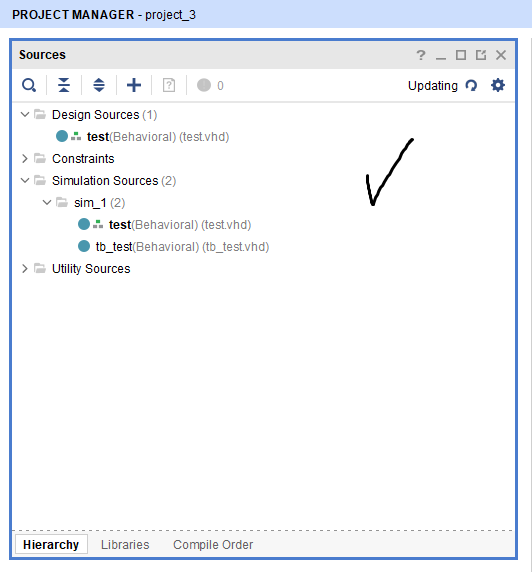 PROJECT MANAGER - project_3
Sources
? 
0 Updating
Design Sources (1)
test(Behavioral) (test.vhd)
Constraints
Simulation Sources (2)
sim_1 (2)
test(Behavioral) (test.vhd)
tb_test(Behavioral) (tb_test.vhd)
Utility Sources
Hierarchy Libraries Compile Order